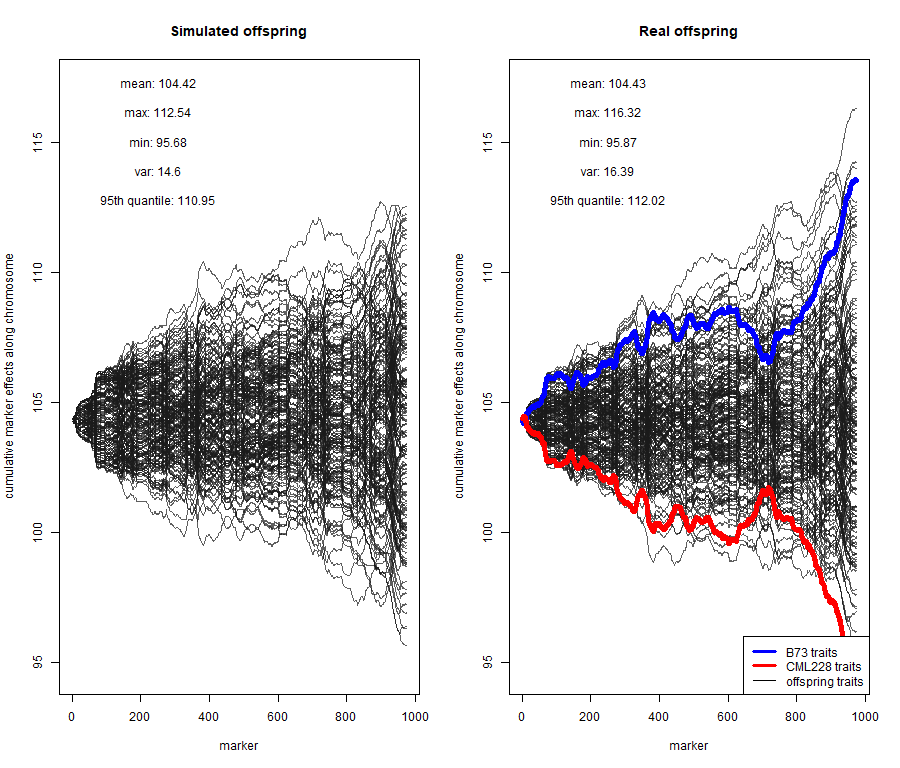 Simulated offspring
mean: 104.42
max: 112.54
min: 95.68
var: 14.6
95th quantile: 110.95
cumulative marker effects along chromosome
115
110
105
100
95
0 200 400 600 800 1000
marker
Real offspring
mean: 104.43
max: 116.32
min: 95.87
var: 16.39
95th quantile: 112.02
cumulative marker effects along chromosome
115
110
105
100
95
B73 traits
CML228 traits
offspring traits
0 200 400 600 800 1000
marker